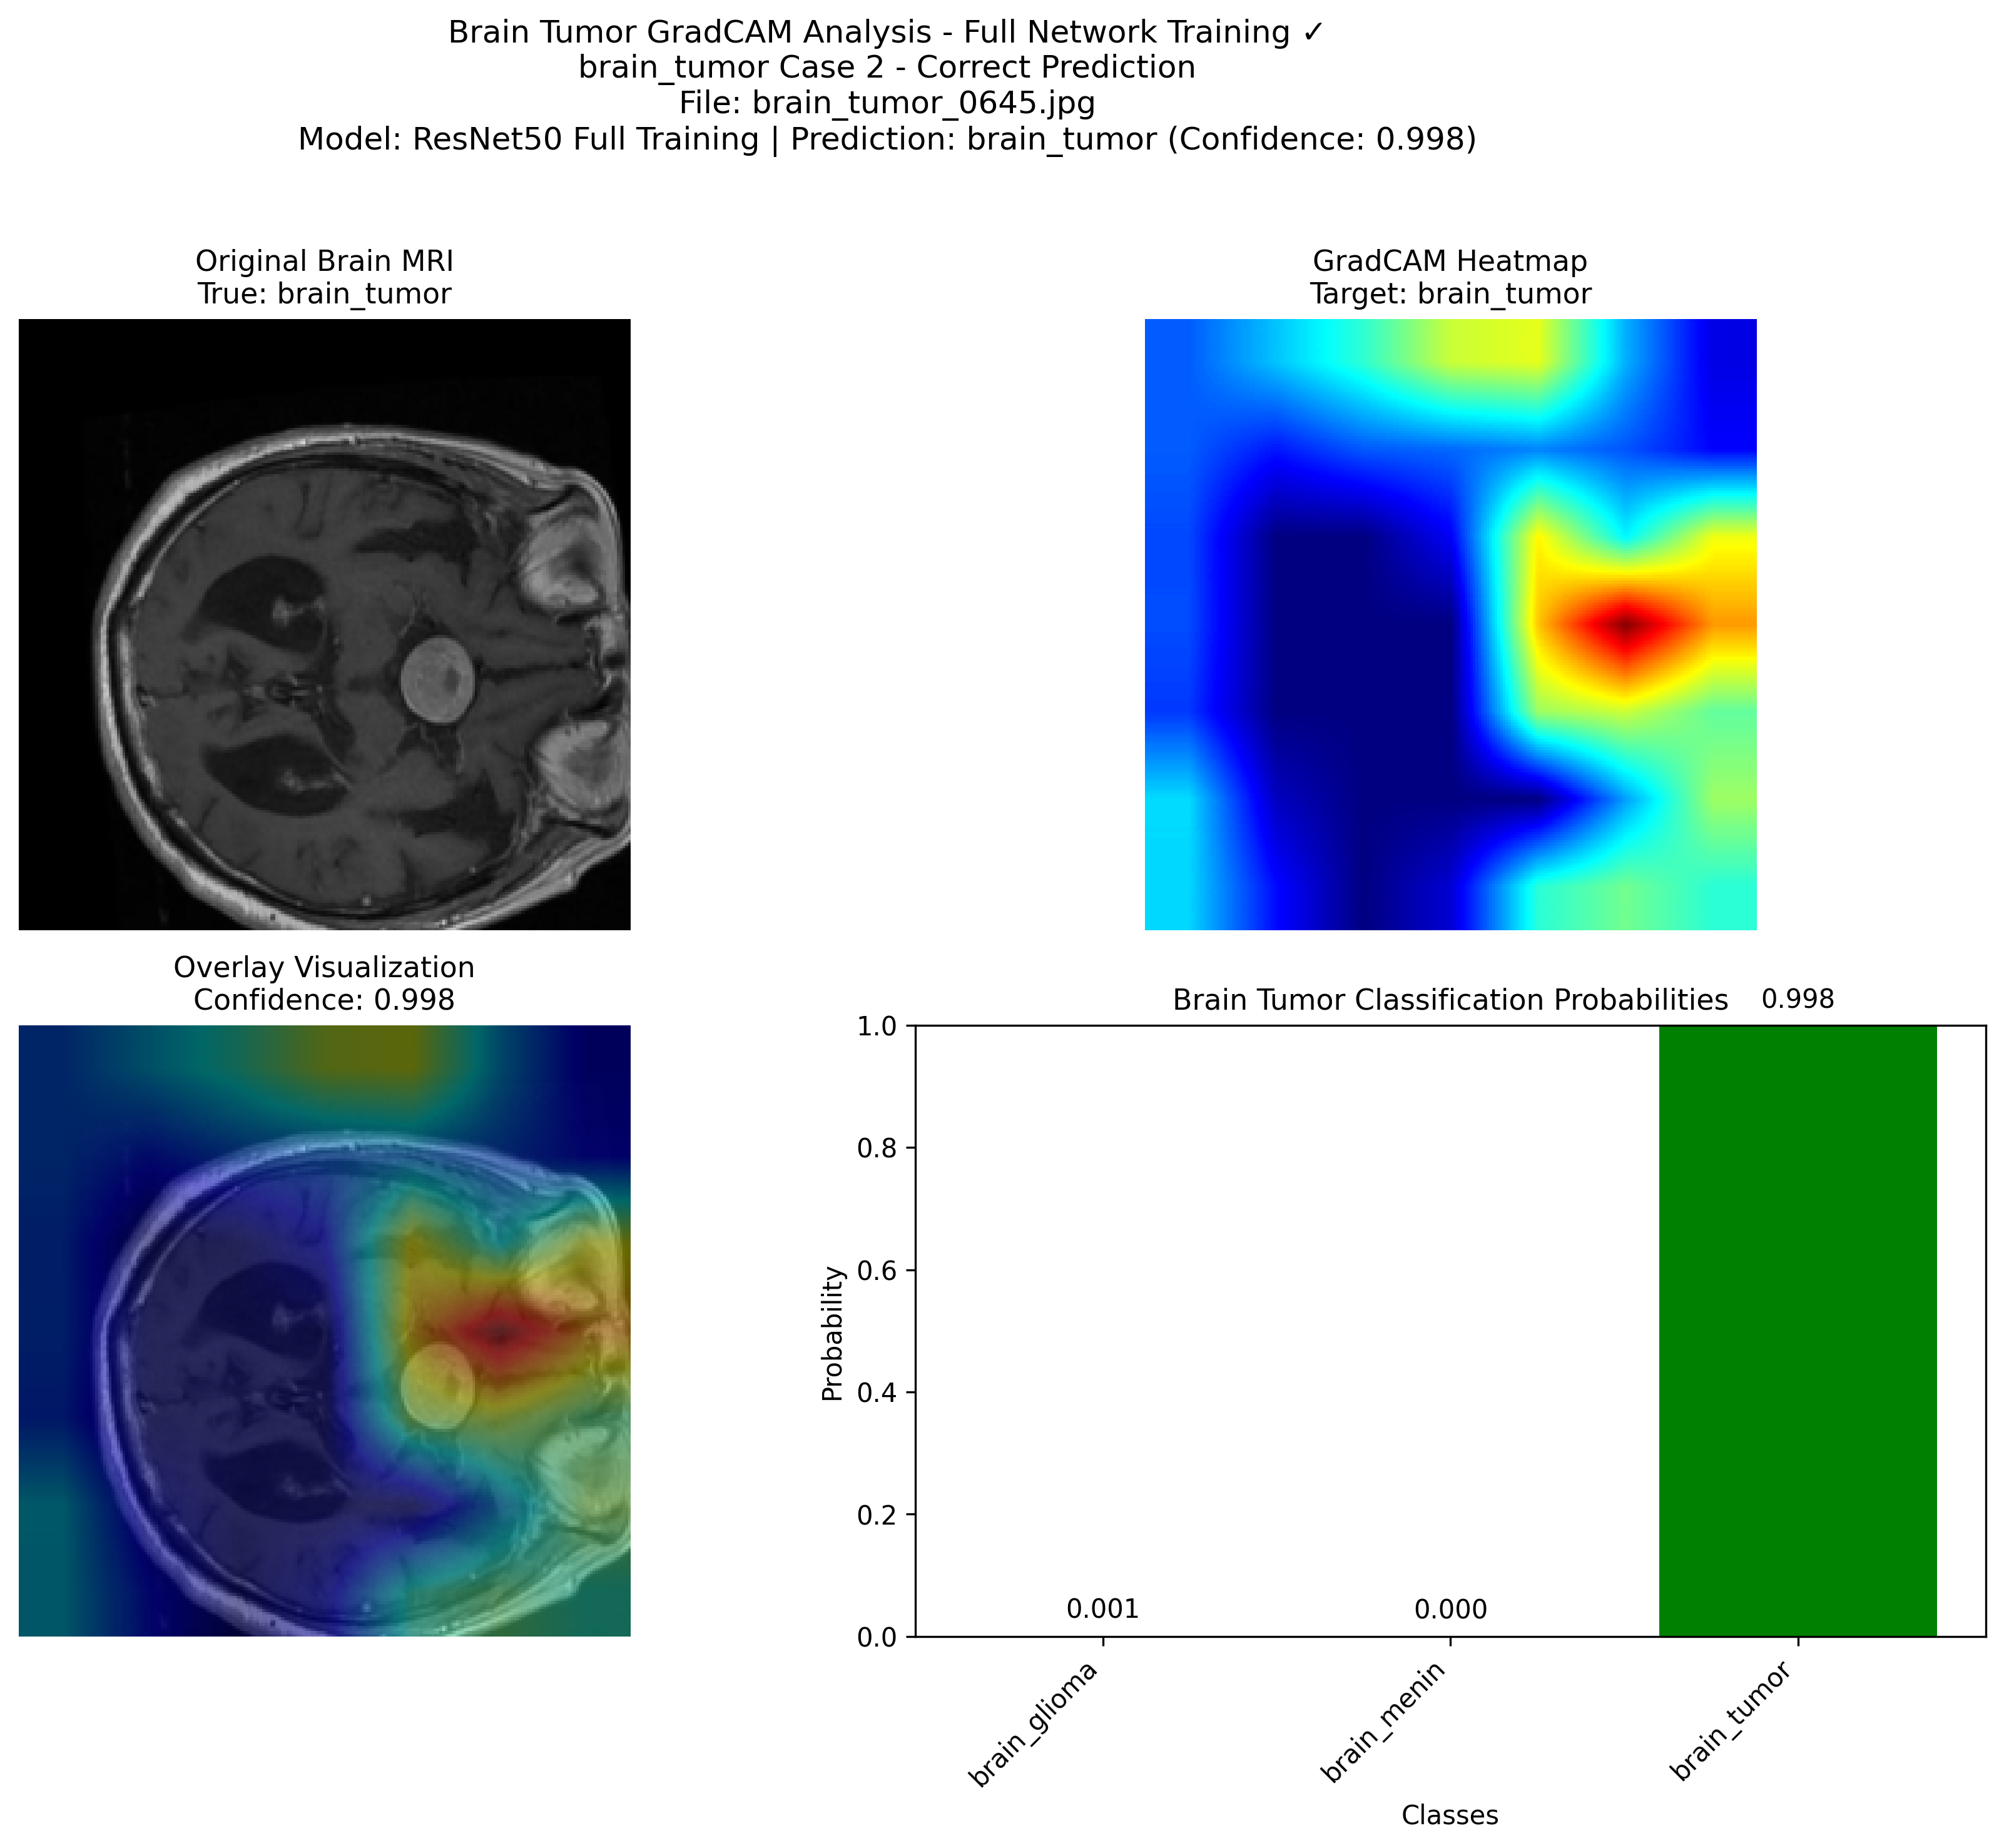 Brain Tumor GradCAM Analysis - Full Network Training ✓
brain_tumor Case 2 - Correct Prediction
File: brain_tumor_0645.jpg
Model: ResNet50 Full Training | Prediction: brain_tumor (Confidence: 0.998)
Original Brain MRI
True: brain_tumor
GradCAM Heatmap
Target: brain_tumor
Overlay Visualization
Confidence: 0.998
Brain Tumor Classification Probabilities
0.998
1.0
0.8
0.6
0.4
0.2
0.0
Probability
0.001
0.000
brain_glioma
brain_menin
brain_tumor
Classes